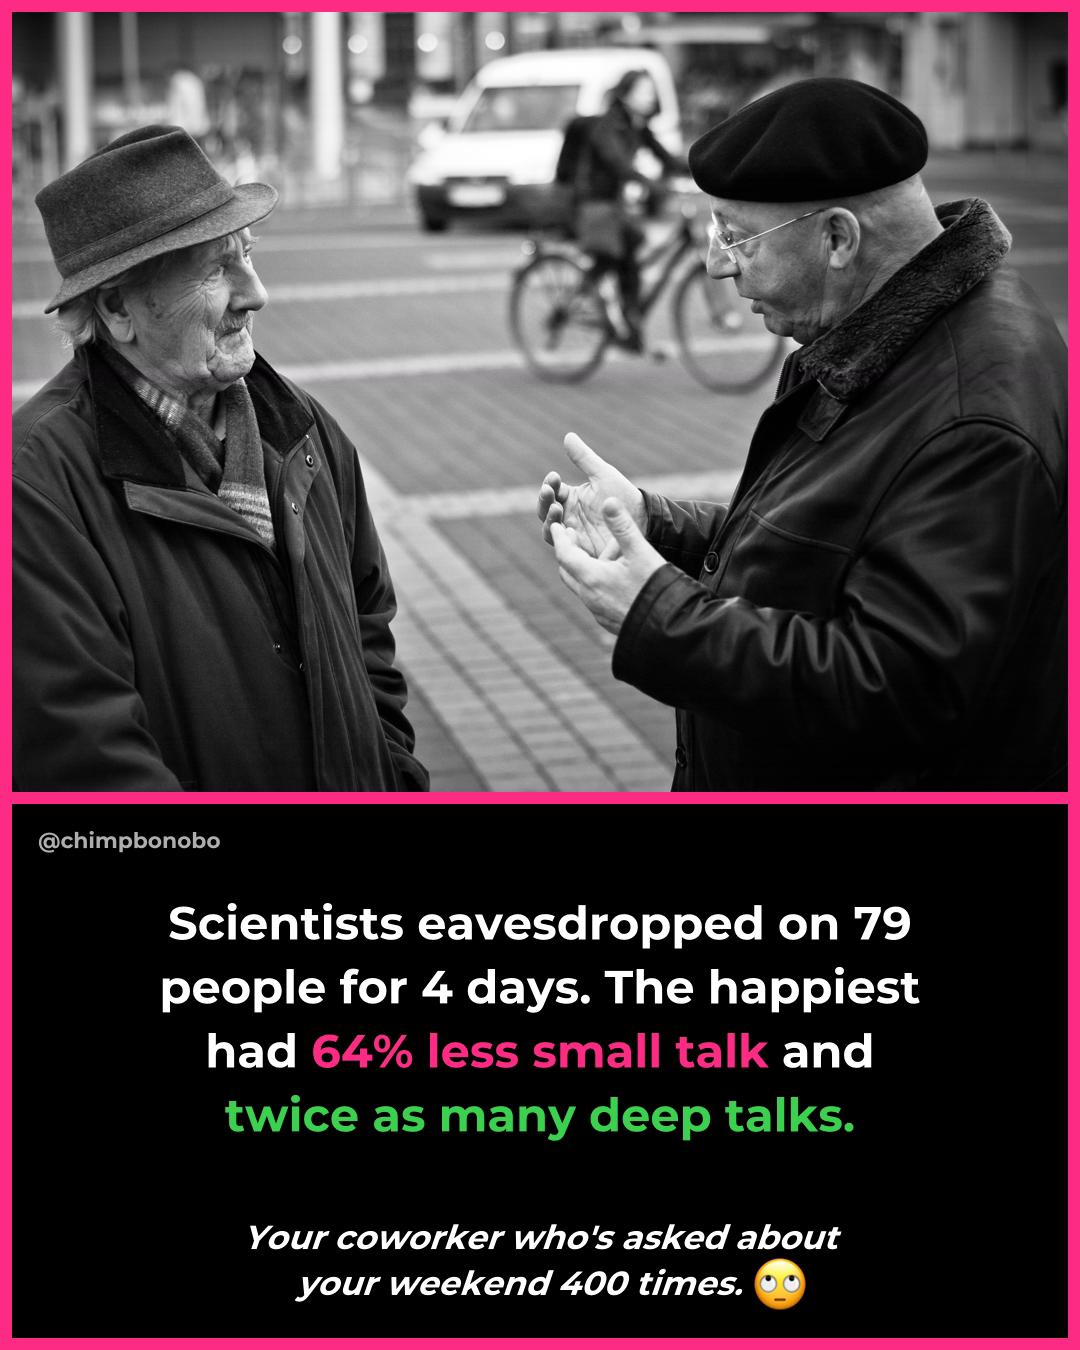 @chimpbonobo
Scientists eavesdropped on 79
people for 4 days. The happiest
had 64% less small talk and
twice as many deep talks.
Your coworker who's asked about
your weekend 400 times. 🙄